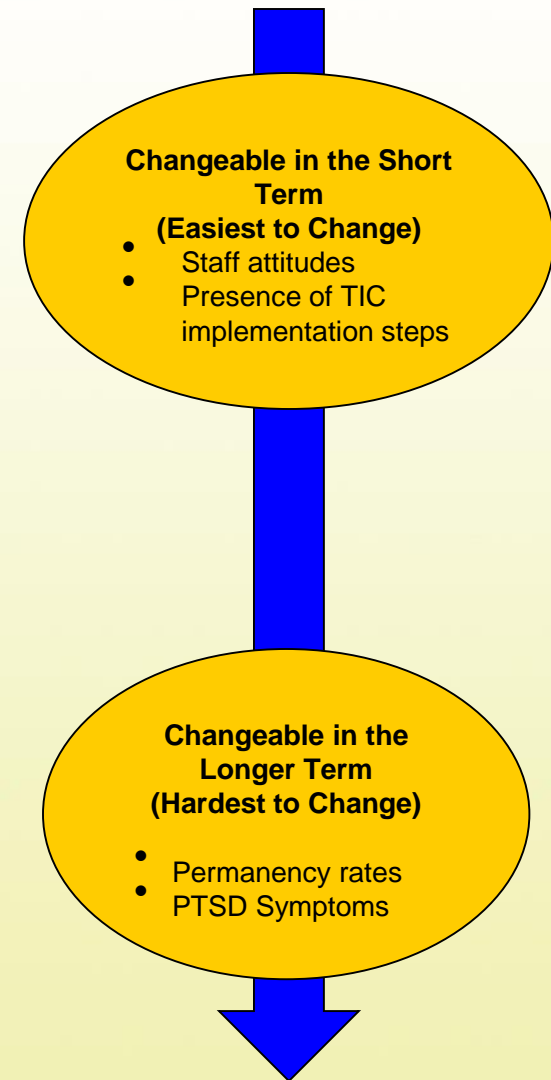 Changeable in the Short
Term
(Easiest to Change)
• Staff attitudes
• Presence of TIC
implementation steps
Changeable in the
Longer Term
(Hardest to Change)
• Permanency rates
• PTSD Symptoms